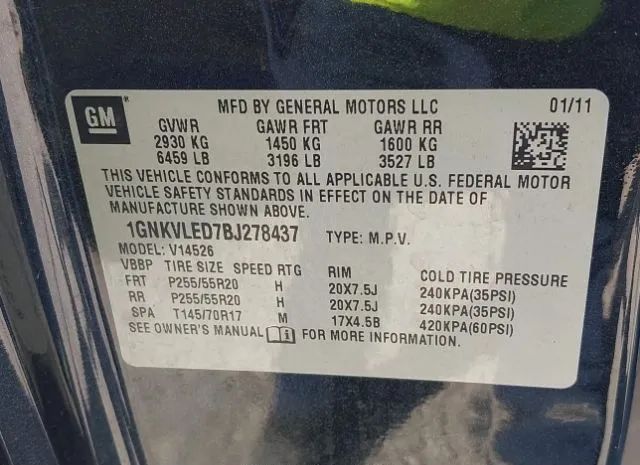 GM ® MFD BY GENERAL MOTORS LLC 01/11
GVWR GAWR FRT GAWR RR
2930 KG 1450 KG 1600 KG
6459 LB 3196 LB 3527 LB
THIS VEHICLE CONFORMS TO ALL APPLICABLE U.S. FEDERAL MOTOR
VEHICLE SAFETY STANDARDS IN EFFECT ON THE DATE OF
MANUFACTURE SHOWN ABOVE.
1GNKVLED7BJ278437 TYPE: M.P.V.
MODEL: V14526
VBBP TIRE SIZE SPEED RTG RIM COLD TIRE PRESSURE
FRT P255/55R20 H 20X7.5J 240KPA(35PSI)
RR P255/55R20 H 20X7.5J 240KPA(35PSI)
SPA T145/70R17 M 17X4.5B 420KPA(60PSI)
SEE OWNER'S MANUAL FOR MORE INFORMATION.